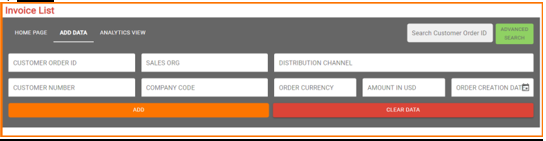 Invoice List
HOME PAGE ADD DATA ANALYTICS VIEW Search Customer Order ID ADVANCED SEARCH
CUSTOMER ORDER ID SALES ORG DISTRIBUTION CHANNEL
CUSTOMER NUMBER COMPANY CODE ORDER CURRENCY AMOUNT IN USD ORDER CREATION DAT
ADD CLEAR DATA